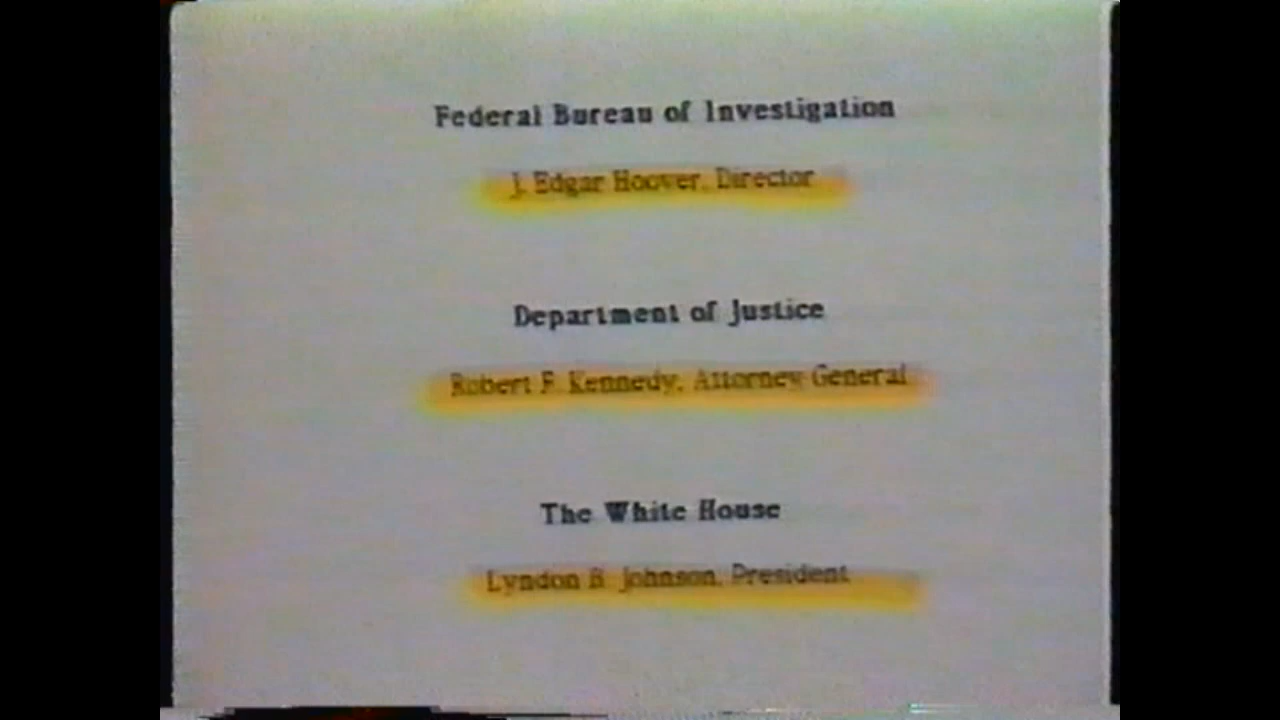 Federal Bureau of Investigation
J. Edgar Hoover, Director
Department of Justice
Robert F. Kennedy, Attorney General
The White House
Lyndon B. Johnson, President